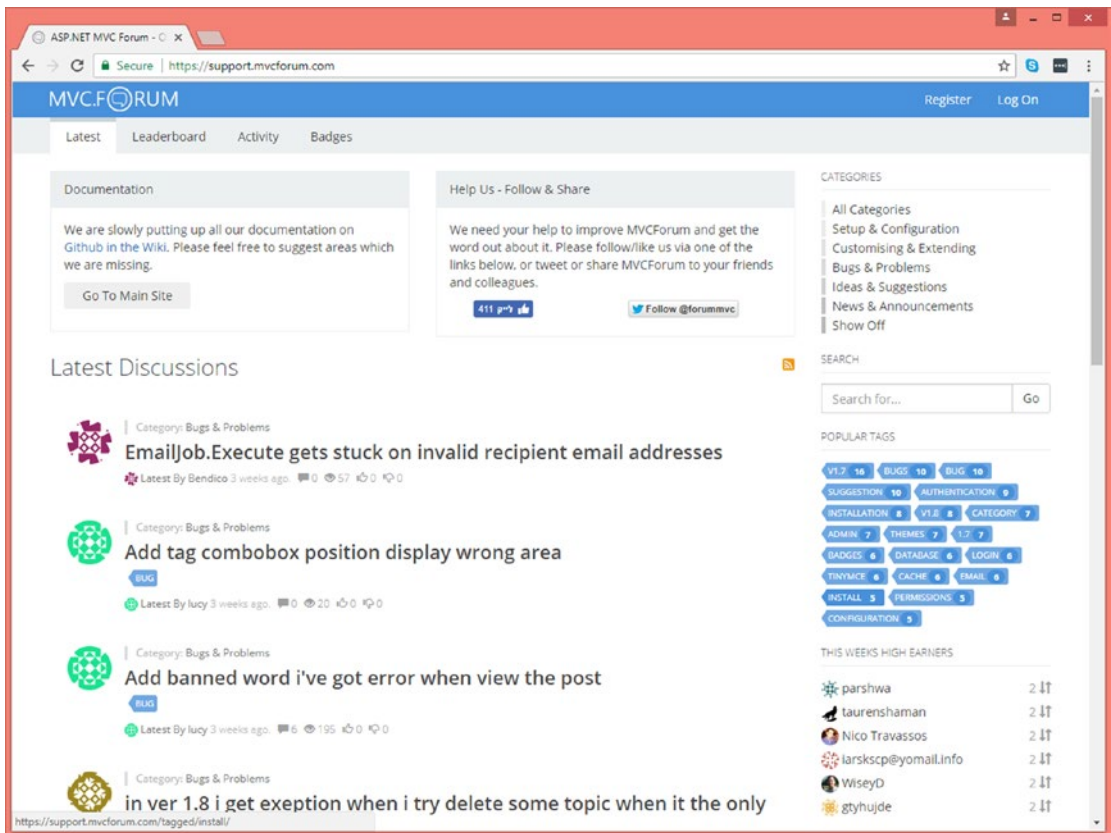 ASP.NET MVC Forum - O
Secure | https://support.mvcforum.com
MVC.FORUM
Register Log On
Latest Leaderboard Activity Badges
Documentation
We are slowly putting up all our documentation on
Github in the Wiki. Please feel free to suggest areas which
we are missing.
Go To Main Site
Help Us - Follow & Share
We need your help to improve MVCForum and get the
word out about it. Please follow/like us via one of the
links below, or tweet or share MVCForum to your friends
and colleagues.
411 לייק
Follow @forummvc
Latest Discussions
Category: Bugs & Problems
EmailJob.Execute gets stuck on invalid recipient email addresses
Latest By Bendico 3 weeks ago. 0 57 0 0
Category: Bugs & Problems
Add tag combobox position display wrong area
BUG
Latest By lucy 3 weeks ago. 0 20 0 0
Category: Bugs & Problems
Add banned word i've got error when view the post
BUG
Latest By lucy 3 weeks ago. 6 195 0 0
Category: Bugs & Problems
in ver 1.8 i get exeption when i try delete some topic when it the only
https://support.mvcforum.com/tagged/install/
CATEGORIES
All Categories
Setup & Configuration
Customising & Extending
Bugs & Problems
Ideas & Suggestions
News & Announcements
Show Off
SEARCH
Search for... Go
POPULAR TAGS
V1.7 16 BUGS 10 BUG 10
SUGGESTION 10 AUTHENTICATION 9
INSTALLATION 8 V1.8 8 CATEGORY 7
ADMIN 7 THEMES 7 1.7 7
BADGES 6 DATABASE 6 LOGIN 6
TINYMCE 6 CACHE 6 EMAIL 6
INSTALL 5 PERMISSIONS 5
CONFIGURATION 5
THIS WEEKS HIGH EARNERS
parshwa 2
taurenshaman 2
Nico Travassos 2
iarskscp@yomail.info 2
WiseyD 2
gtyhujde 2